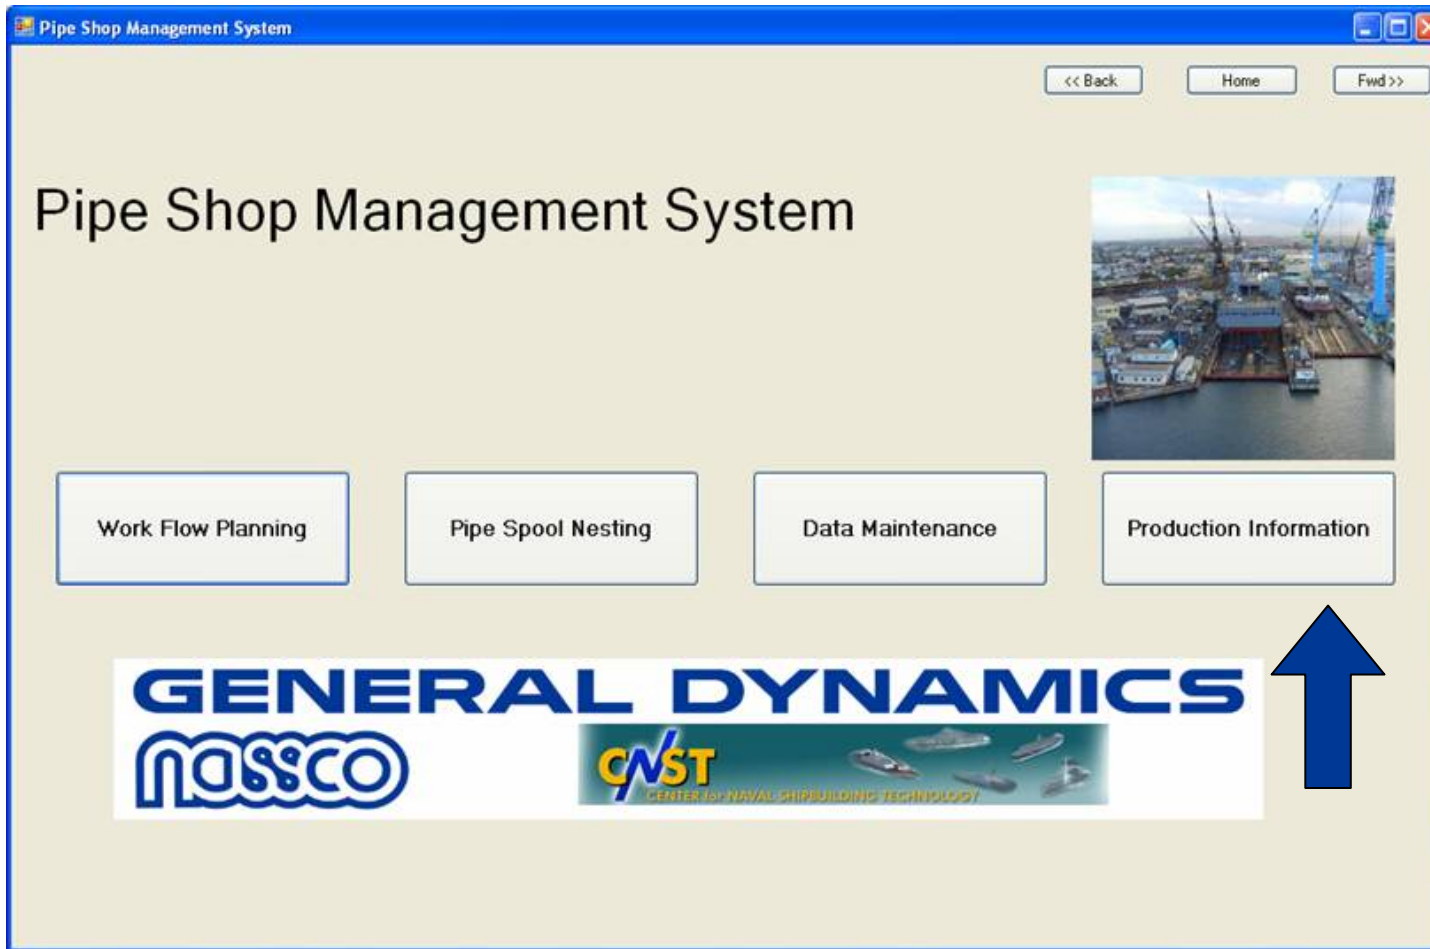 Pipe Shop Management System
<< Back Home Fwd >>
Pipe Shop Management System
Work Flow Planning Pipe Spool Nesting Data Maintenance Production Information
GENERAL DYNAMICS
nassco
CNST
CENTER for NAVAL SHIPBUILDING TECHNOLOGY